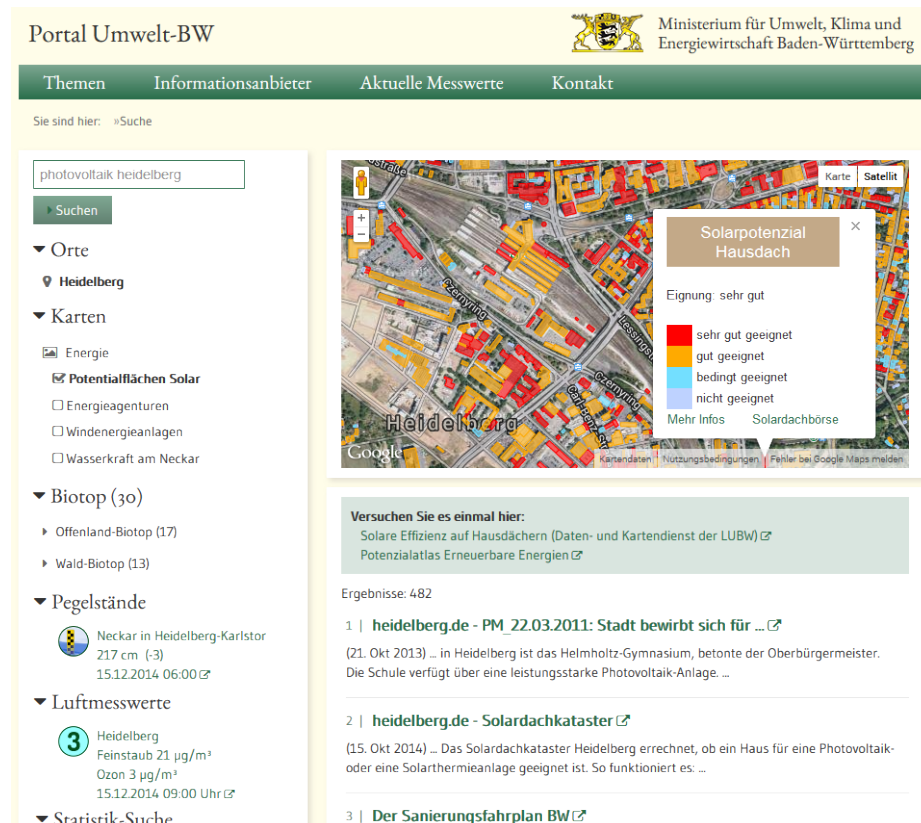 Portal Umwelt-BW
Ministerium für Umwelt, Klima und
Energiewirtschaft Baden-Württemberg
Themen Informationsanbieter Aktuelle Messwerte Kontakt
Sie sind hier: »Suche
photovoltaik heidelberg
Suchen
Orte
Heidelberg
Karten
Energie
Potentialflächen Solar
Energieagenturen
Windenergieanlagen
Wasserkraft am Neckar
Biotop (30)
Offenland-Biotop (17)
Wald-Biotop (13)
Pegelstände
Neckar in Heidelberg-Karlstor
217 cm (-3)
15.12.2014 06:00
Luftmesswerte
3
Heidelberg
Feinstaub 21 µg/m³
Ozon 3 µg/m³
15.12.2014 09:00 Uhr
Statistik-Suche
Karte Satellit
+
−
Czernyring
Czernyring
Heidelberg
Google
Solarpotenzial
Hausdach
×
Eignung: sehr gut
sehr gut geeignet
gut geeignet
bedingt geeignet
nicht geeignet
Mehr Infos Solardachbörse
Kartendaten Nutzungsbedingungen Fehler bei Google Maps melden
Versuchen Sie es einmal hier:
Solare Effizienz auf Hausdächern (Daten- und Kartendienst der LUBW)
Potenzialatlas Erneuerbare Energien
Ergebnisse: 482
1 | heidelberg.de - PM_22.03.2011: Stadt bewirbt sich für ...
(21. Okt 2013) ... in Heidelberg ist das Helmholtz-Gymnasium, betonte der Oberbürgermeister.
Die Schule verfügt über eine leistungsstarke Photovoltaik-Anlage. ...
2 | heidelberg.de - Solardachkataster
(15. Okt 2014) ... Das Solardachkataster Heidelberg errechnet, ob ein Haus für eine Photovoltaik-
oder eine Solarthermieanlage geeignet ist. So funktioniert es: ...
3 | Der Sanierungsfahrplan BW